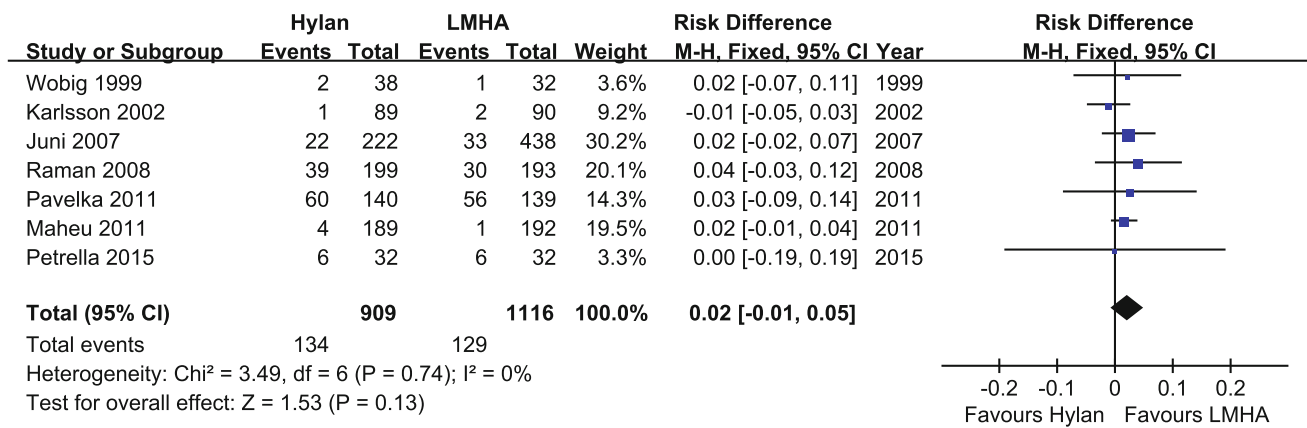 Hylan LMHA Risk Difference Risk Difference
Study or Subgroup Events Total Events Total Weight M-H, Fixed, 95% CI Year M-H, Fixed, 95% CI
Wobig 1999 2 38 1 32 3.6% 0.02 [-0.07, 0.11] 1999
Karlsson 2002 1 89 2 90 9.2% -0.01 [-0.05, 0.03] 2002
Juni 2007 22 222 33 438 30.2% 0.02 [-0.02, 0.07] 2007
Raman 2008 39 199 30 193 20.1% 0.04 [-0.03, 0.12] 2008
Pavelka 2011 60 140 56 139 14.3% 0.03 [-0.09, 0.14] 2011
Maheu 2011 4 189 1 192 19.5% 0.02 [-0.01, 0.04] 2011
Petrella 2015 6 32 6 32 3.3% 0.00 [-0.19, 0.19] 2015
Total (95% CI) 909 1116 100.0% 0.02 [-0.01, 0.05]
Total events 134 129
Heterogeneity: Chi² = 3.49, df = 6 (P = 0.74); I² = 0%
Test for overall effect: Z = 1.53 (P = 0.13)
-0.2 -0.1 0 0.1 0.2
Favours Hylan Favours LMHA